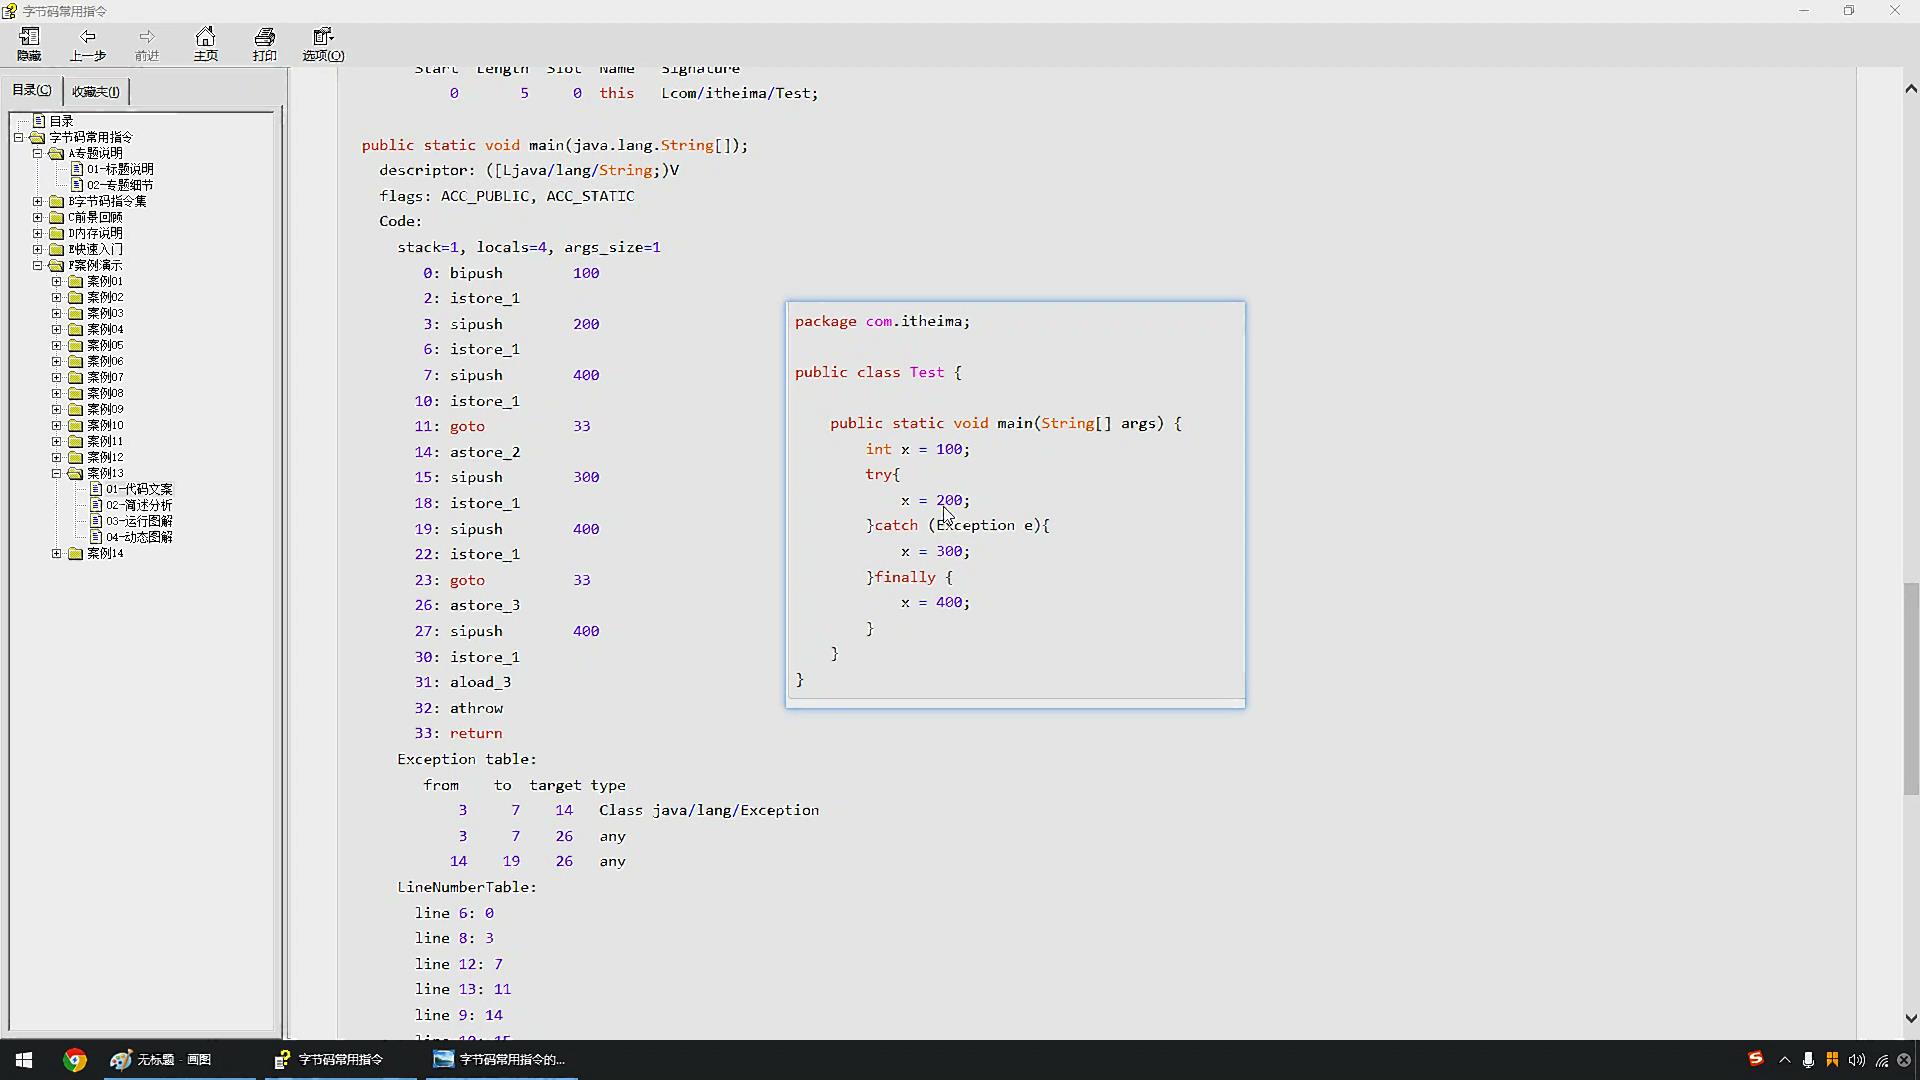 字节码常用指令
隐藏 上一步 前进 主页 打印 选项(O)
目录(C) 收藏夹(I)
目录
字节码常用指令
A专题说明
01-标题说明
02-专题细节
B字节码指令集
C前景回顾
D内存说明
E快速入门
F案例演示
案例01
案例02
案例03
案例04
案例05
案例06
案例07
案例08
案例09
案例10
案例11
案例12
案例13
01-代码文案
02-简述分析
03-运行图解
04-动态图解
案例14
Start Length Slot Name Signature
0 5 0 this Lcom/itheima/Test;
public static void main(java.lang.String[]);
descriptor: ([Ljava/lang/String;)V
flags: ACC_PUBLIC, ACC_STATIC
Code:
stack=1, locals=4, args_size=1
0: bipush 100
2: istore_1
3: sipush 200
6: istore_1
7: sipush 400
10: istore_1
11: goto 33
14: astore_2
15: sipush 300
18: istore_1
19: sipush 400
22: istore_1
23: goto 33
26: astore_3
27: sipush 400
30: istore_1
31: aload_3
32: athrow
33: return
Exception table:
from to target type
3 7 14 Class java/lang/Exception
3 7 26 any
14 19 26 any
LineNumberTable:
line 6: 0
line 8: 3
line 12: 7
line 13: 11
line 9: 14
package com.itheima;
public class Test {
public static void main(String[] args) {
int x = 100;
try{
x = 200;
}catch (Exception e){
x = 300;
}finally {
x = 400;
}
}
}
无标题 - 画图
字节码常用指令
字节码常用指令的...